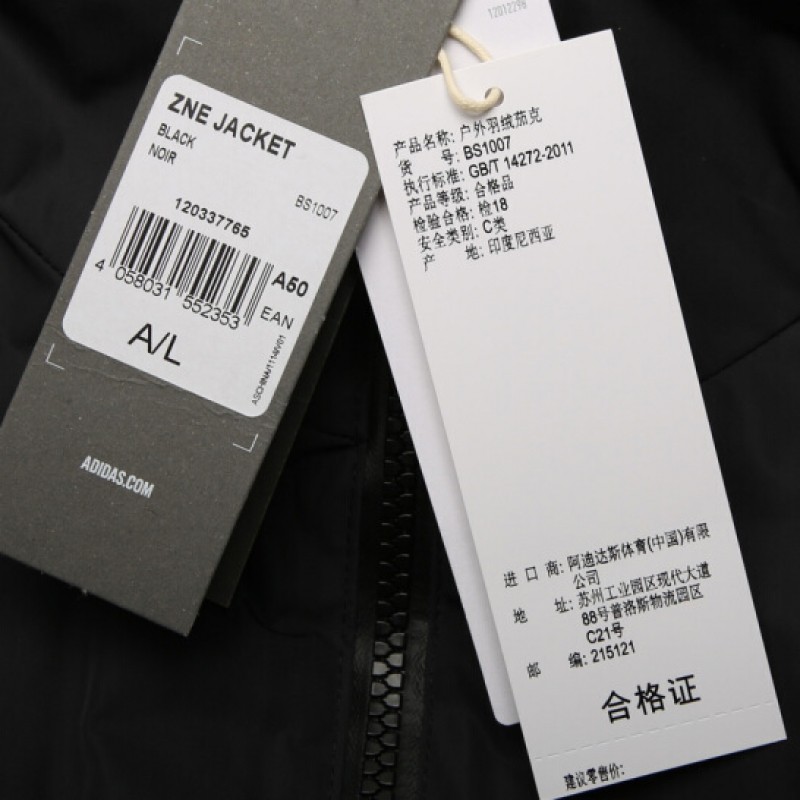 12012298
ZNE JACKET
BLACK
NOIR
BS1007
120337765
A50
4 058031 552353 EAN
A/L
ADIDAS.COM
产品名称: 户外羽绒茄克
货 号: BS1007
执行标准: GB/T 14272-2011
产品等级: 合格品
检验合格: 检18
安全类别: C类
产 地: 印度尼西亚
进 口 商: 阿迪达斯体育(中国)有限
公司
地 址: 苏州工业园区现代大道
88号普洛斯物流园区
C21号
邮 编: 215121
合格证
建议零售价: